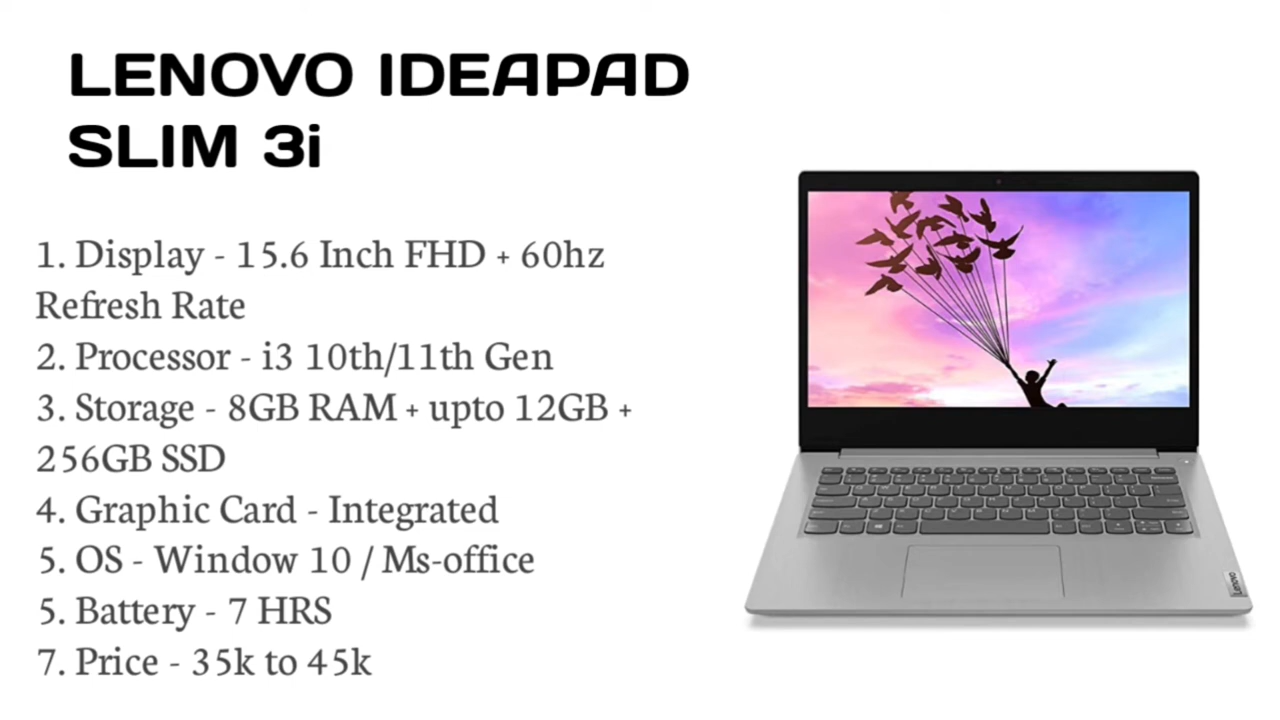 LENOVO IDEAPAD
SLIM 3i
1. Display - 15.6 Inch FHD + 60hz
Refresh Rate
2. Processor - i3 10th/11th Gen
3. Storage - 8GB RAM + upto 12GB +
256GB SSD
4. Graphic Card - Integrated
5. OS - Window 10 / Ms-office
5. Battery - 7 HRS
7. Price - 35k to 45k
Lenovo